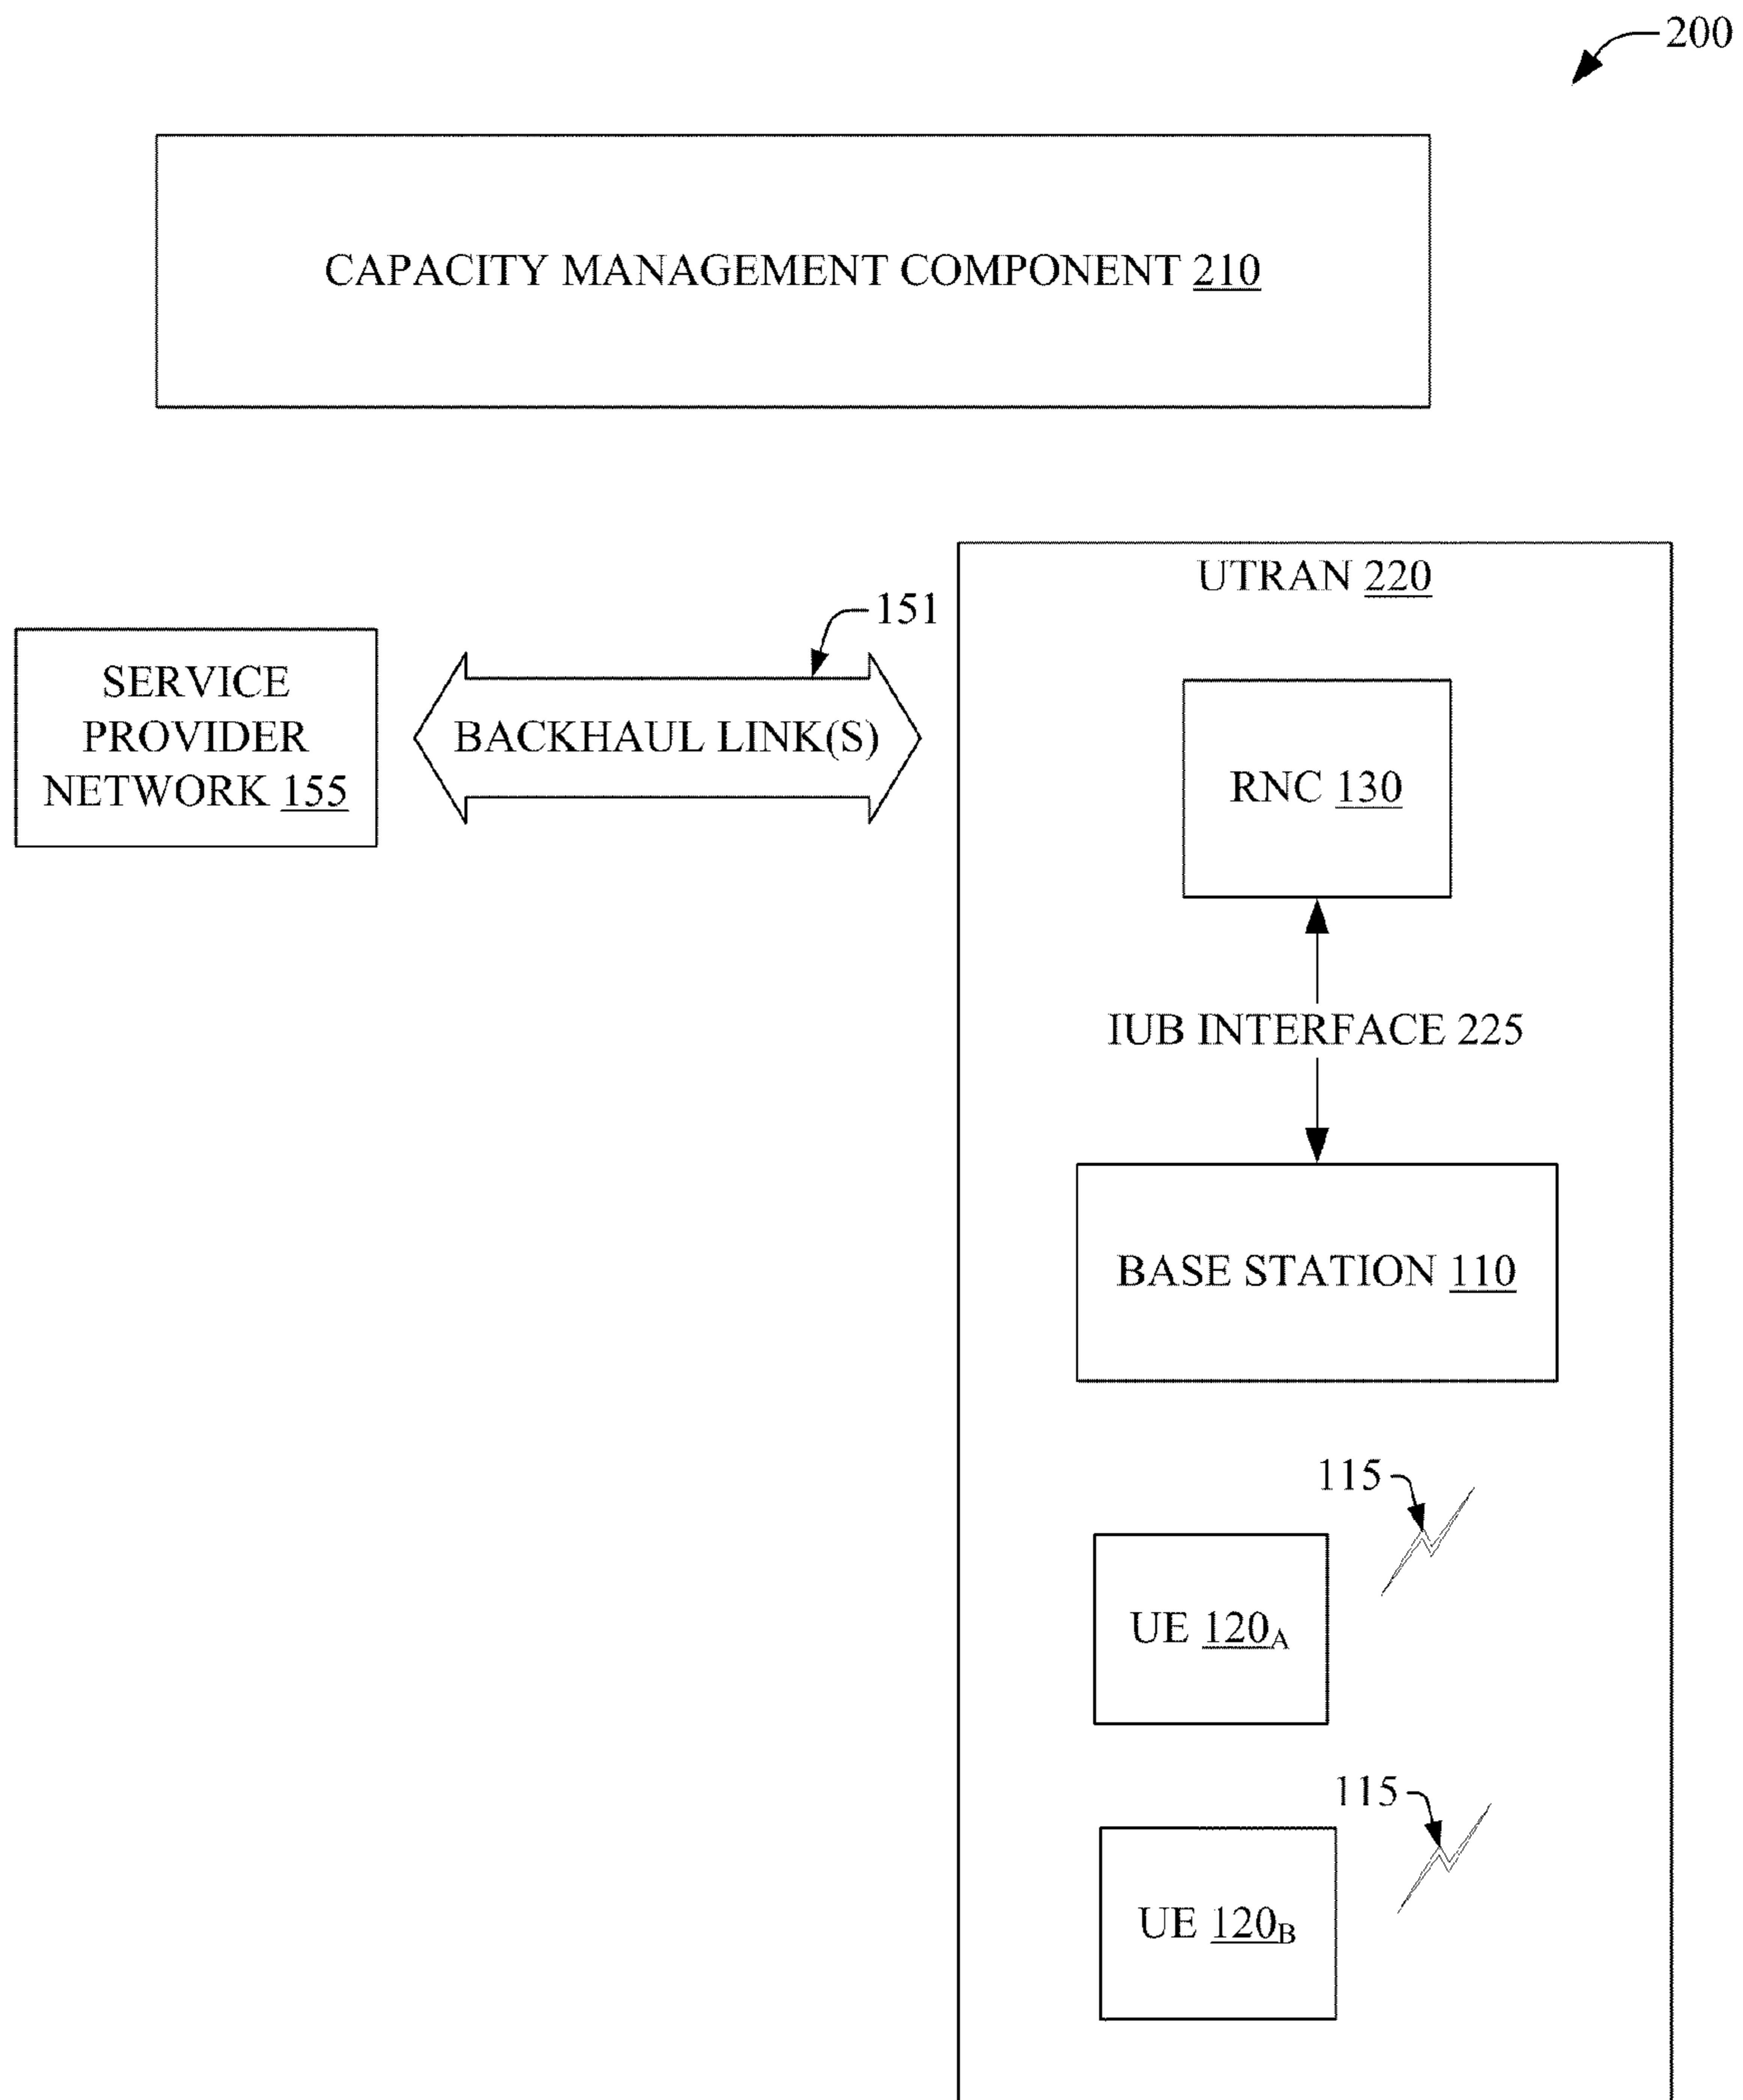 200
CAPACITY MANAGEMENT COMPONENT 210
UTRAN 220
151
SERVICE
PROVIDER
NETWORK 155
BACKHAUL LINK(S)
RNC 130
IUB INTERFACE 225
BASE STATION 110
115
UE 120A
115
UE 120B